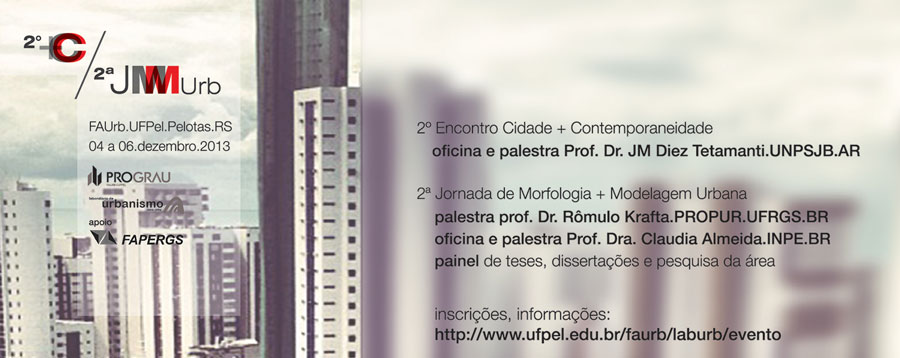 2º +C
/2ª JMMUrb
FAUrb.UFPel.Pelotas.RS
04 a 06.dezembro.2013
PROGRAU
urbanismo
apoio
FAPERGS
2º Encontro Cidade + Contemporaneidade
oficina e palestra Prof. Dr. JM Diez Tetamanti.UNPSJB.AR
2ª Jornada de Morfologia + Modelagem Urbana
palestra prof. Dr. Rômulo Krafta.PROPUR.UFRGS.BR
oficina e palestra Prof. Dra. Claudia Almeida.INPE.BR
painel de teses, dissertações e pesquisa da área
inscrições, informações:
http://www.ufpel.edu.br/faurb/laburb/evento